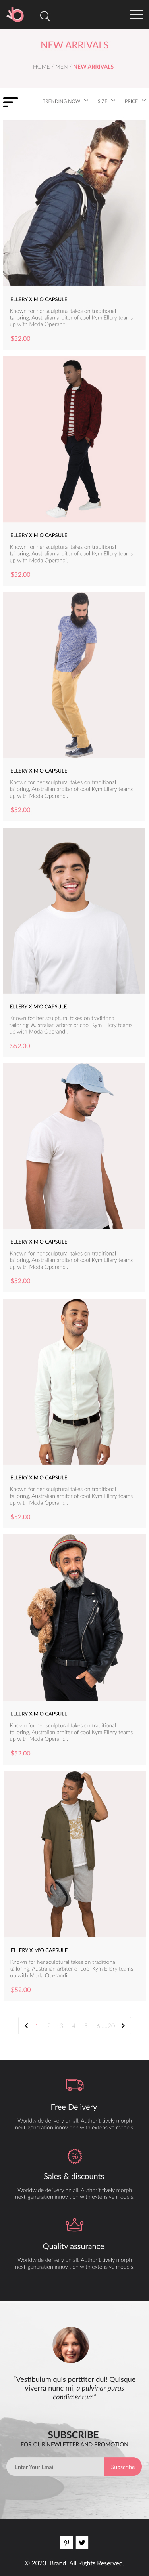 NEW ARRIVALS
HOME / MEN / NEW ARRIVALS
TRENDING NOW SIZE PRICE
ELLERY X M'O CAPSULE
Known for her sculptural takes on traditional
tailoring, Australian arbiter of cool Kym Ellery teams
up with Moda Operandi.
$52.00
ELLERY X M'O CAPSULE
Known for her sculptural takes on traditional
tailoring, Australian arbiter of cool Kym Ellery teams
up with Moda Operandi.
$52.00
ELLERY X M'O CAPSULE
Known for her sculptural takes on traditional
tailoring, Australian arbiter of cool Kym Ellery teams
up with Moda Operandi.
$52.00
ELLERY X M'O CAPSULE
Known for her sculptural takes on traditional
tailoring, Australian arbiter of cool Kym Ellery teams
up with Moda Operandi.
$52.00
ELLERY X M'O CAPSULE
Known for her sculptural takes on traditional
tailoring, Australian arbiter of cool Kym Ellery teams
up with Moda Operandi.
$52.00
ELLERY X M'O CAPSULE
Known for her sculptural takes on traditional
tailoring, Australian arbiter of cool Kym Ellery teams
up with Moda Operandi.
$52.00
ELLERY X M'O CAPSULE
Known for her sculptural takes on traditional
tailoring, Australian arbiter of cool Kym Ellery teams
up with Moda Operandi.
$52.00
ELLERY X M'O CAPSULE
Known for her sculptural takes on traditional
tailoring, Australian arbiter of cool Kym Ellery teams
up with Moda Operandi.
$52.00
1 2 3 4 5 6.....20
Free Delivery
Worldwide delivery on all. Authorit tively morph
next-generation innov tion with extensive models.
%
Sales & discounts
Worldwide delivery on all. Authorit tively morph
next-generation innov tion with extensive models.
Quality assurance
Worldwide delivery on all. Authorit tively morph
next-generation innov tion with extensive models.
“Vestibulum quis porttitor dui! Quisque
viverra nunc mi, a pulvinar purus
condimentum”
SUBSCRIBE
FOR OUR NEWLETTER AND PROMOTION
Enter Your Email Subscribe
© 2023 Brand All Rights Reserved.